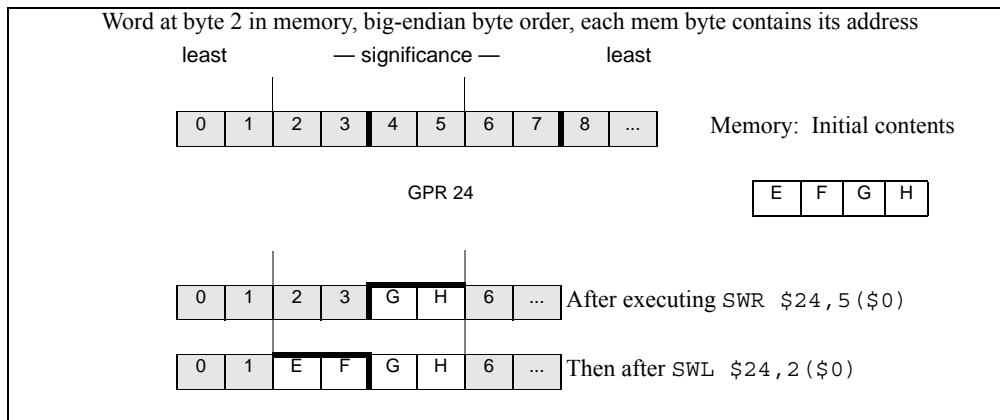 Word at byte 2 in memory, big-endian byte order, each mem byte contains its address
least — significance — least
0 1 2 3 4 5 6 7 8 ... Memory: Initial contents
GPR 24 E F G H
0 1 2 3 G H 6 ... After executing SWR $24,5($0)
0 1 E F G H 6 ... Then after SWL $24,2($0)